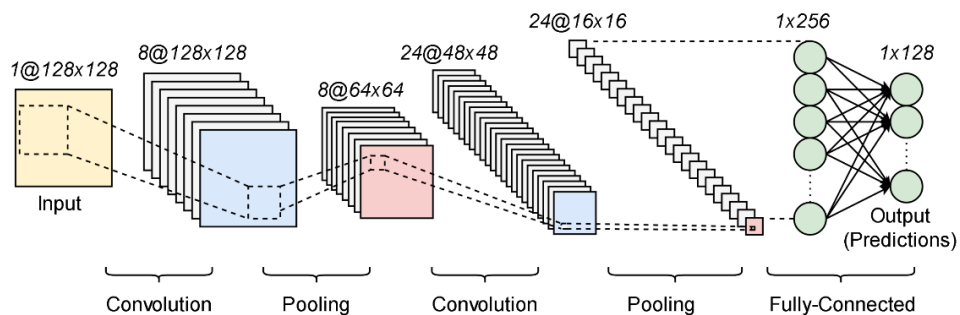 24@16x16
1x256
8@128x128
24@48x48
1@128x128
1x128
8@64x64
Input
Output
(Predictions)
Convolution
Pooling
Convolution
Pooling
Fully-Connected